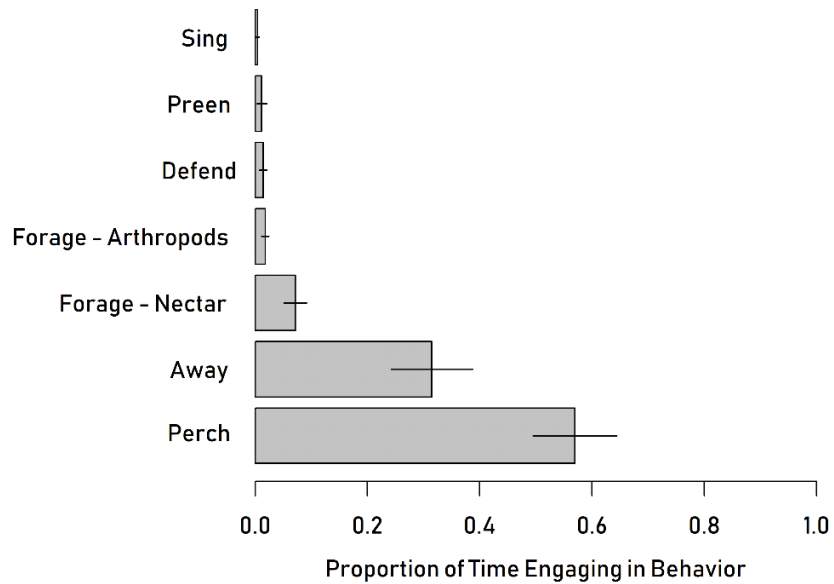 Sing
Preen
Defend
Forage - Arthropods
Forage - Nectar
Away
Perch
0.0 0.2 0.4 0.6 0.8 1.0
Proportion of Time Engaging in Behavior